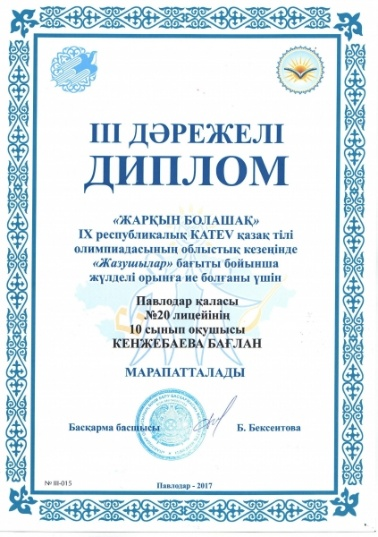 III ДӘРЕЖЕЛІ
ДИПЛОМ
«ЖАРҚЫН БОЛАШАҚ»
IX республикалық KATEV қазақ тілі
олимпиадасының облыстық кезеңінде
«Жазушылар» бағыты бойынша
жүлделі орынға ие болғаны үшін
Павлодар қаласы
№20 лицейінің
10 сынып оқушысы
КЕНЖЕБАЕВА БАҒЛАН
МАРАПАТТАЛАДЫ
Басқарма басшысы
Б. Бексеитова
№ III-015
Павлодар - 2017